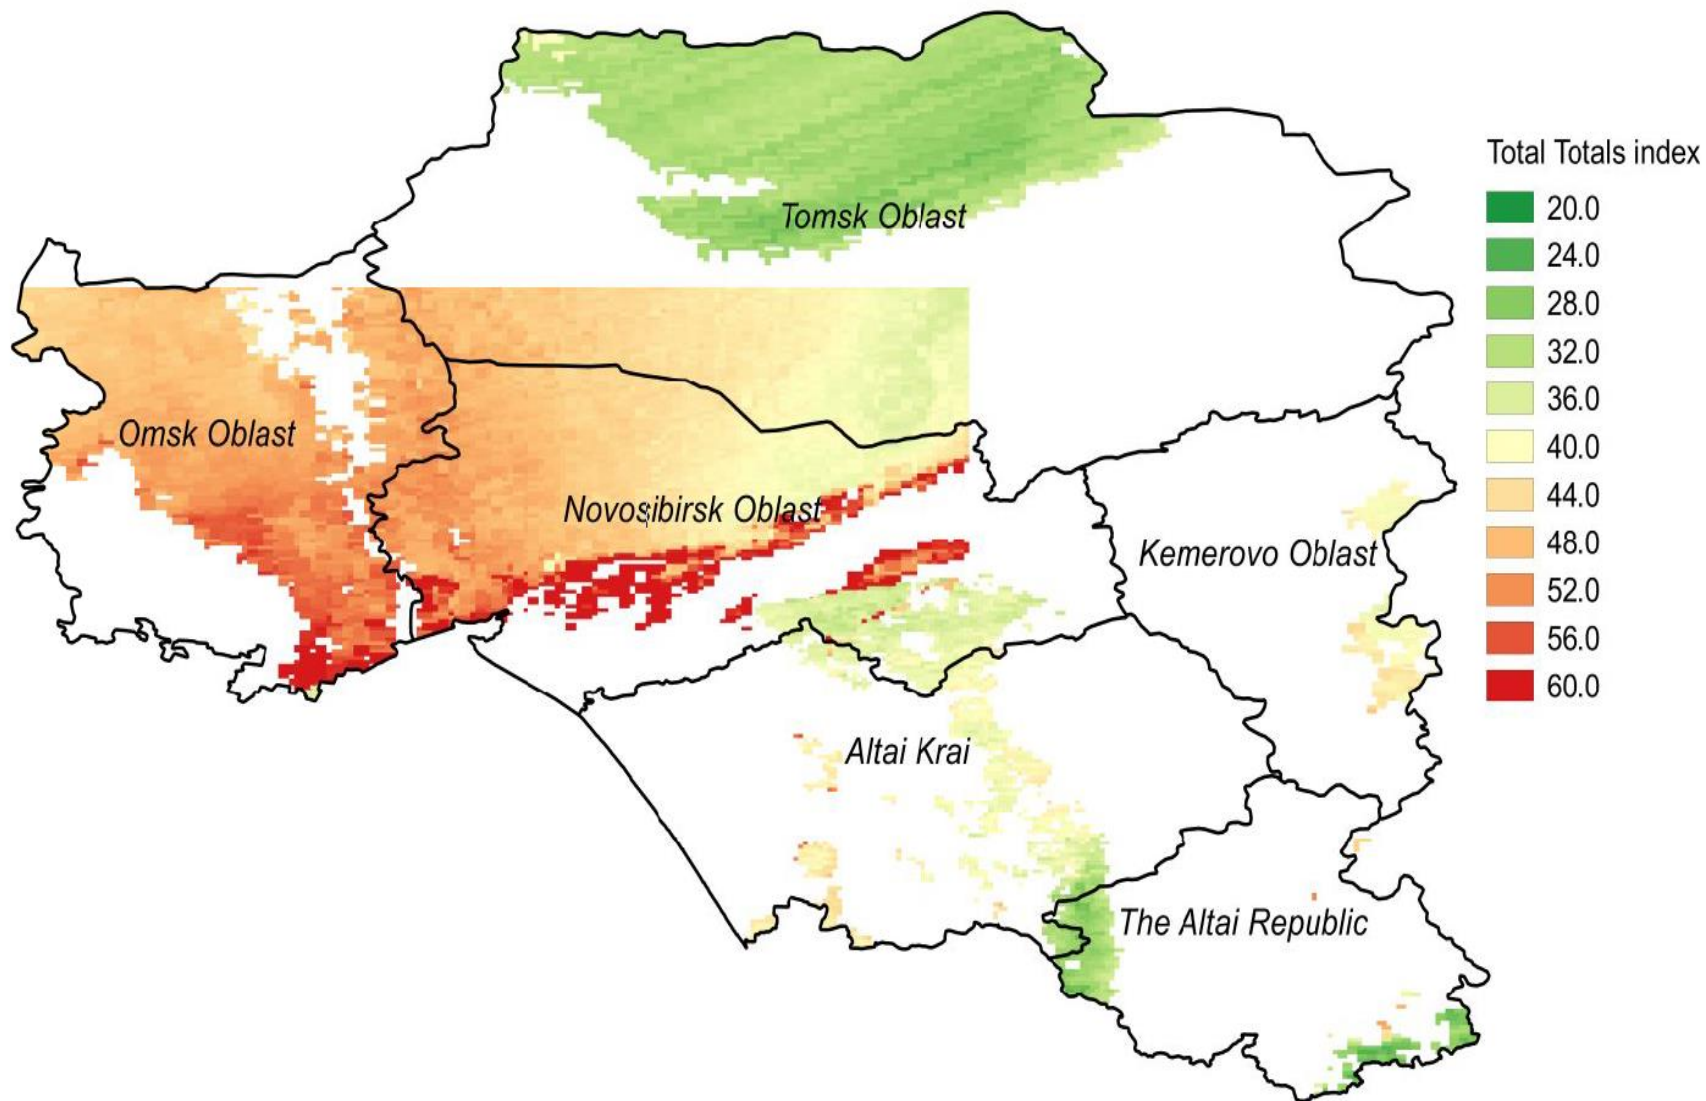 Total Totals index
20.0
24.0
28.0
32.0
36.0
40.0
44.0
48.0
52.0
56.0
60.0
Tomsk Oblast
Omsk Oblast
Novosibirsk Oblast
Kemerovo Oblast
Altai Krai
The Altai Republic